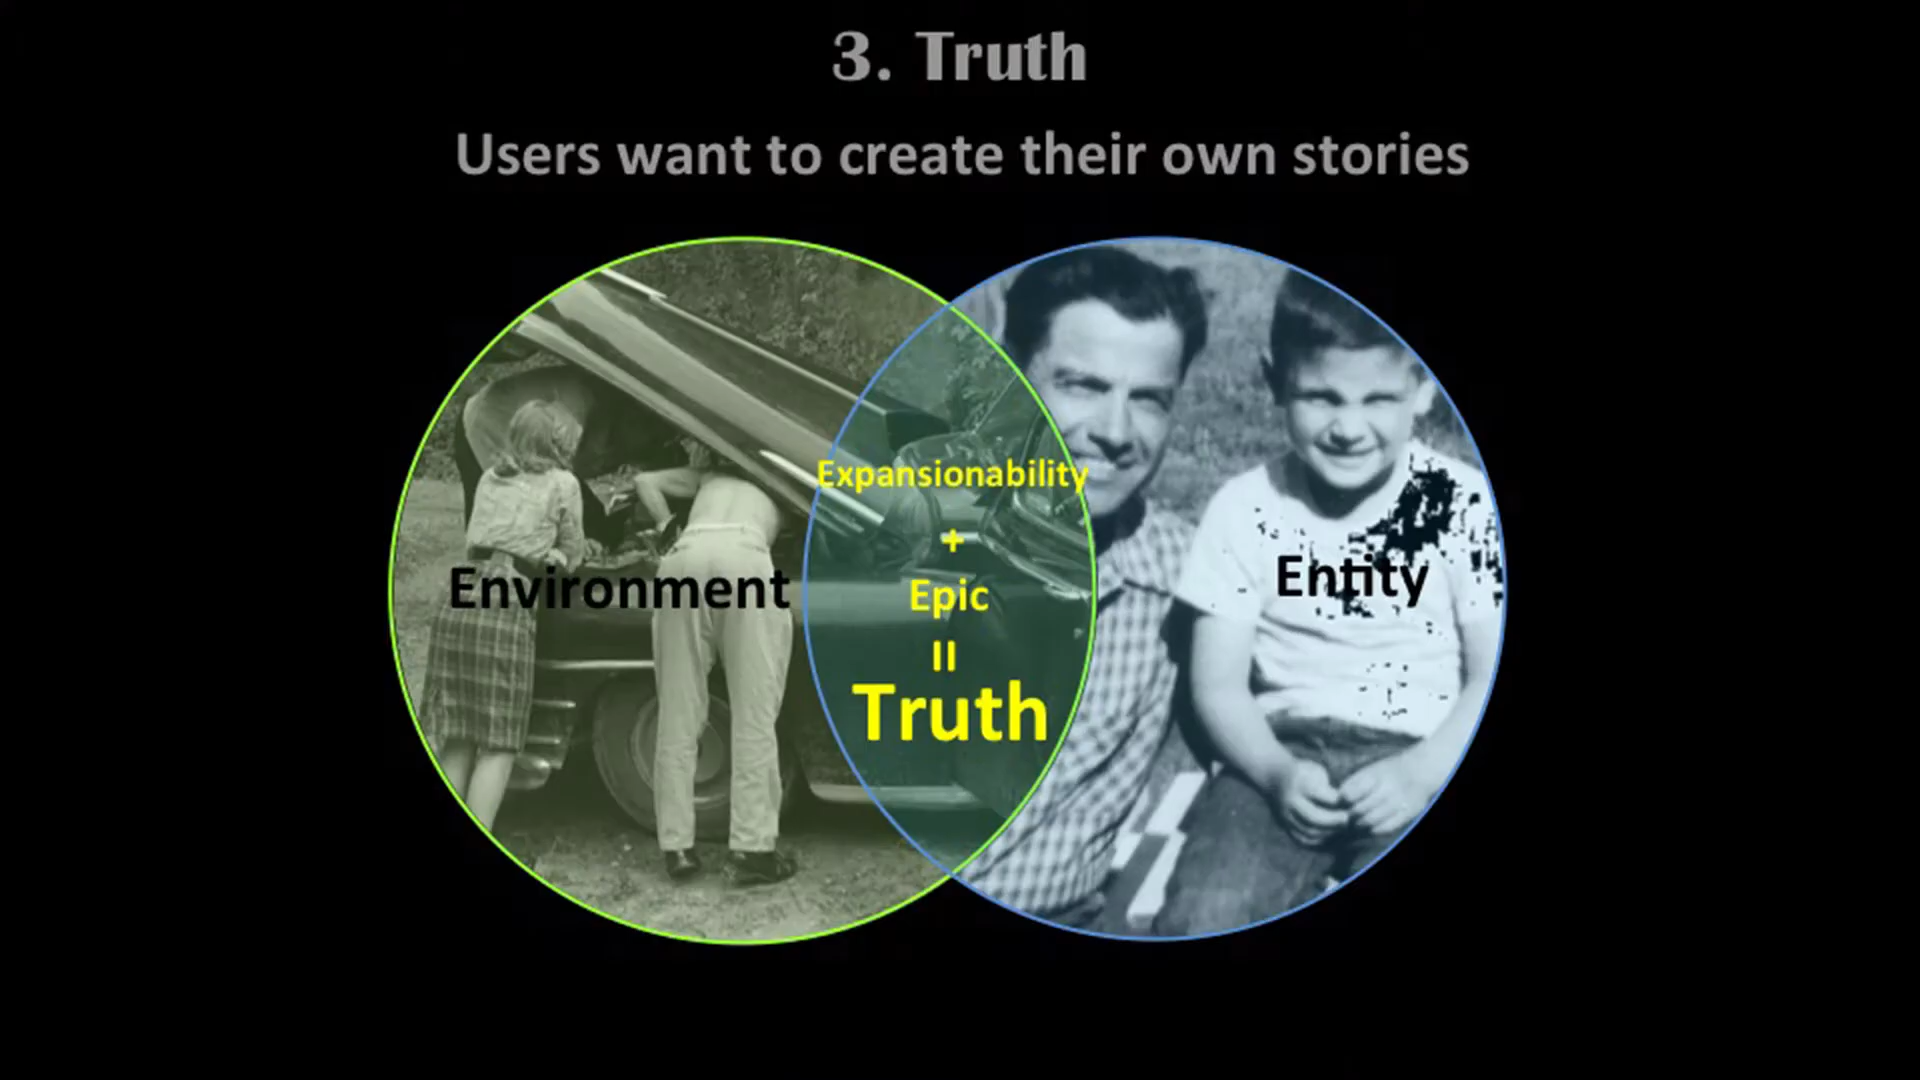 3. Truth
Users want to create their own stories
Expansionability
+
Epic
=
Truth
Environment
Entity